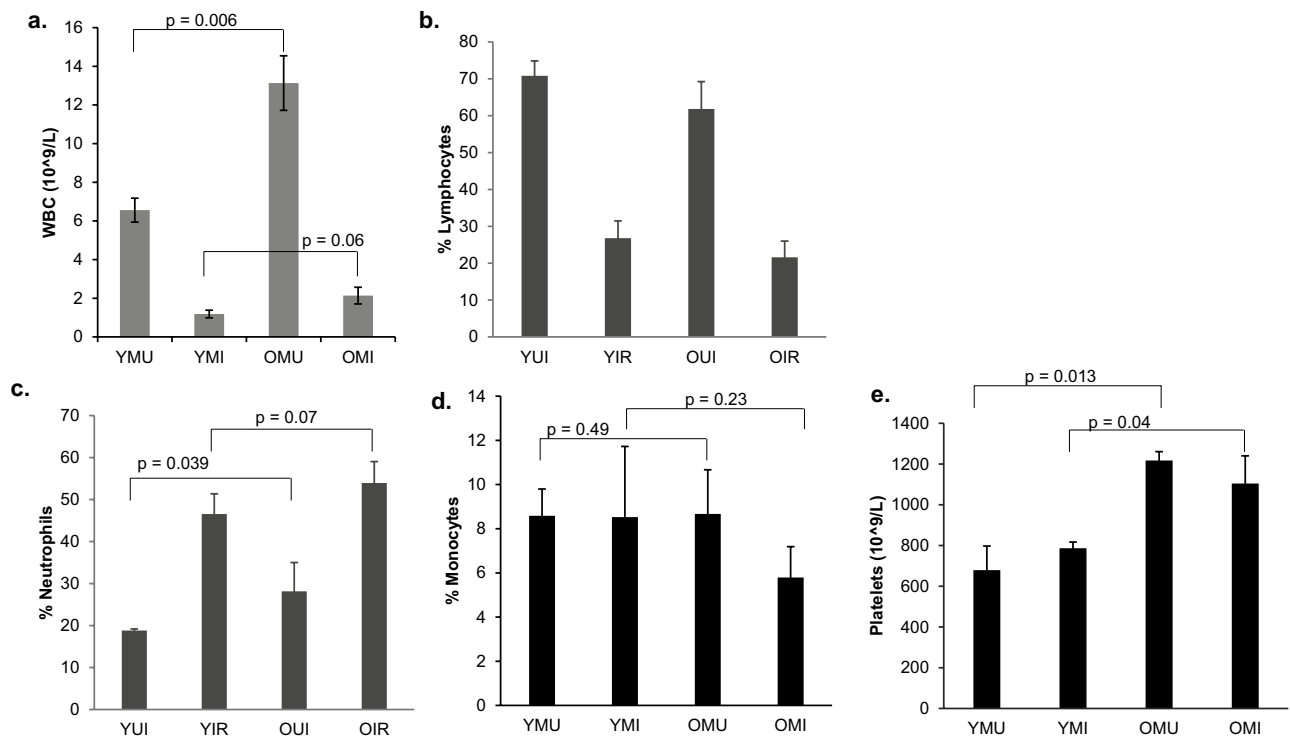 a.
p = 0.006
p = 0.06
WBC (10^9/L)
16
14
12
10
8
6
4
2
0
YMU YMI OMU OMI
b.
% Lymphocytes
80
70
60
50
40
30
20
10
0
YUI YIR OUI OIR
c.
p = 0.07
p = 0.039
% Neutrophils
70
60
50
40
30
20
10
0
YUI YIR OUI OIR
d.
p = 0.23
p = 0.49
% Monocytes
14
12
10
8
6
4
2
0
YMU YMI OMU OMI
e.
p = 0.013
p = 0.04
Platelets (10^9/L)
1400
1200
1000
800
600
400
200
0
YMU YMI OMU OMI